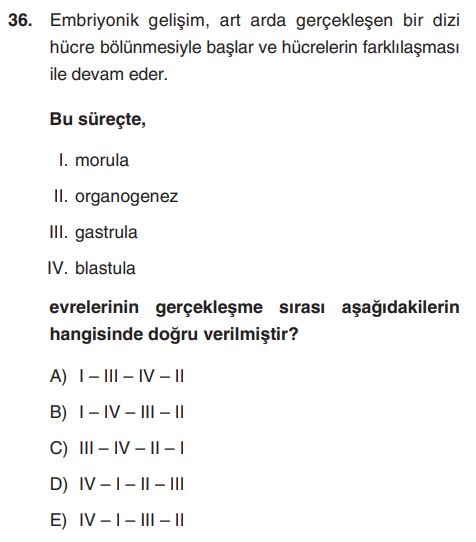 36. Embriyonik gelişim, art arda gerçekleşen bir dizi
hücre bölünmesiyle başlar ve hücrelerin farklılaşması
ile devam eder.
Bu süreçte,
I. morula
II. organogenez
III. gastrula
IV. blastula
evrelerinin gerçekleşme sırası aşağıdakilerin
hangisinde doğru verilmiştir?
A) I – III – IV – II
B) I – IV – III – II
C) III – IV – II – I
D) IV – I – II – III
E) IV – I – III – II